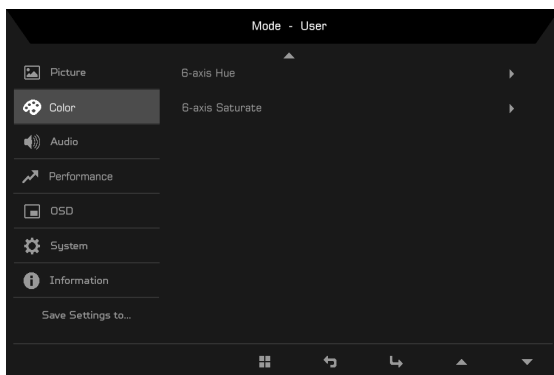 Mode - User
Picture
6-axis Hue
Color
6-axis Saturate
Audio
Performance
OSD
System
Information
Save Settings to...